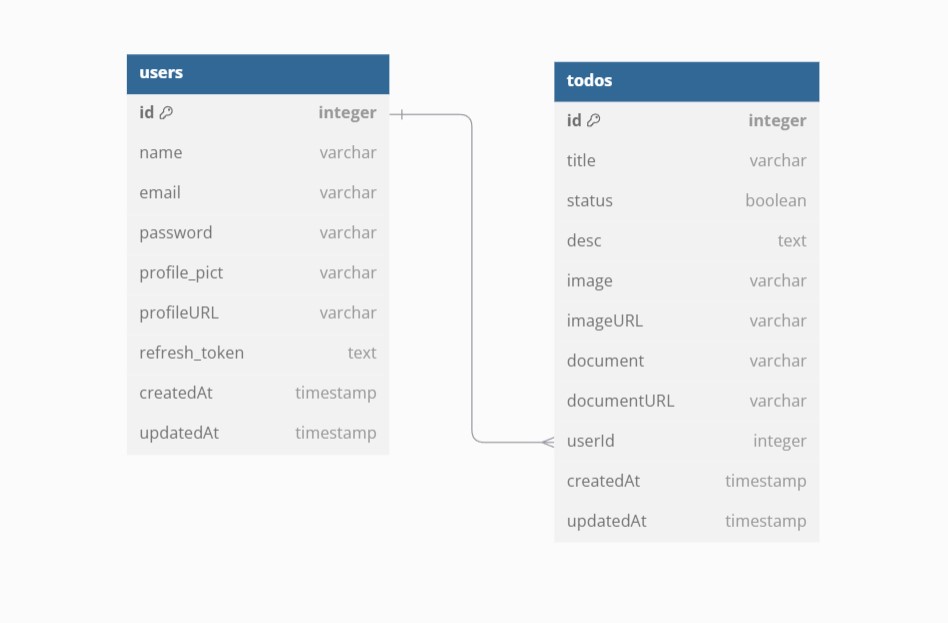 users
id integer
name varchar
email varchar
password varchar
profile_pict varchar
profileURL varchar
refresh_token text
createdAt timestamp
updatedAt timestamp
todos
id integer
title varchar
status boolean
desc text
image varchar
imageURL varchar
document varchar
documentURL varchar
userId integer
createdAt timestamp
updatedAt timestamp